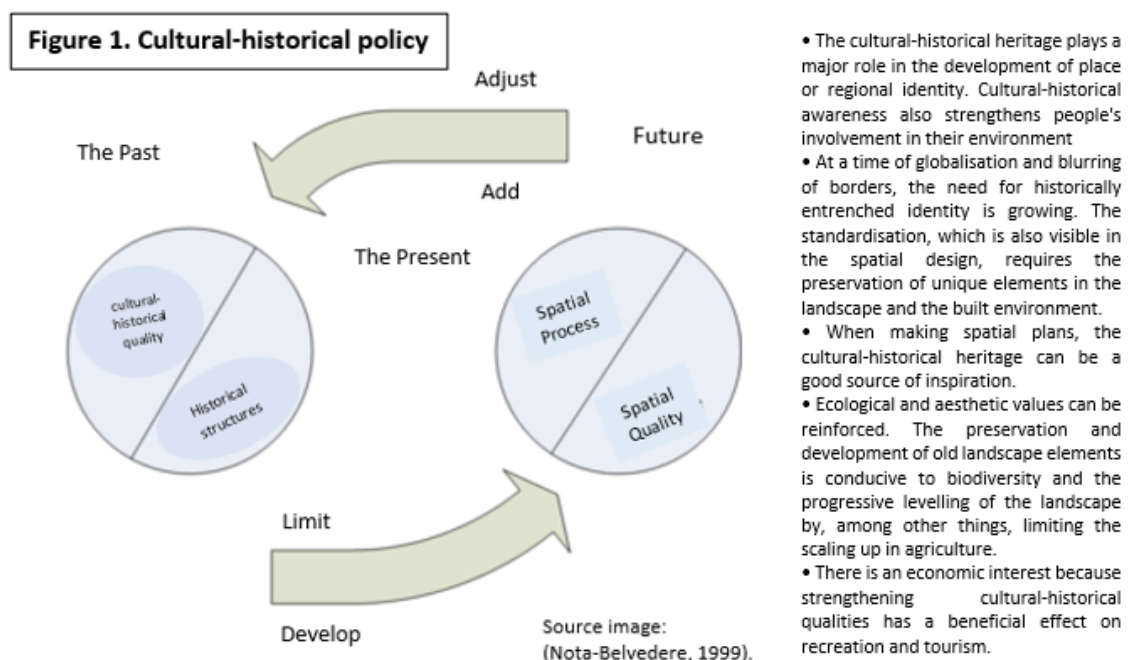 Figure 1. Cultural-historical policy
Adjust
The Past
Future
Add
The Present
cultural-
historical
quality
Historical
structures
Spatial
Process
Spatial
Quality
Limit
Develop
Source image:
(Nota-Belvedere, 1999).
• The cultural-historical heritage plays a
major role in the development of place
or regional identity. Cultural-historical
awareness also strengthens people's
involvement in their environment
• At a time of globalisation and blurring
of borders, the need for historically
entrenched identity is growing. The
standardisation, which is also visible in
the spatial design, requires the
preservation of unique elements in the
landscape and the built environment.
• When making spatial plans, the
cultural-historical heritage can be a
good source of inspiration.
• Ecological and aesthetic values can be
reinforced. The preservation and
development of old landscape elements
is conducive to biodiversity and the
progressive levelling of the landscape
by, among other things, limiting the
scaling up in agriculture.
• There is an economic interest because
strengthening cultural-historical
qualities has a beneficial effect on
recreation and tourism.